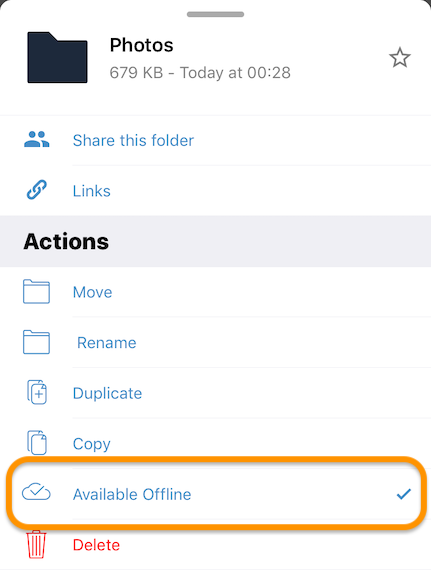 Photos
679 KB - Today at 00:28
Share this folder
Links
Actions
Move
Rename
Duplicate
Copy
Available Offline
Delete